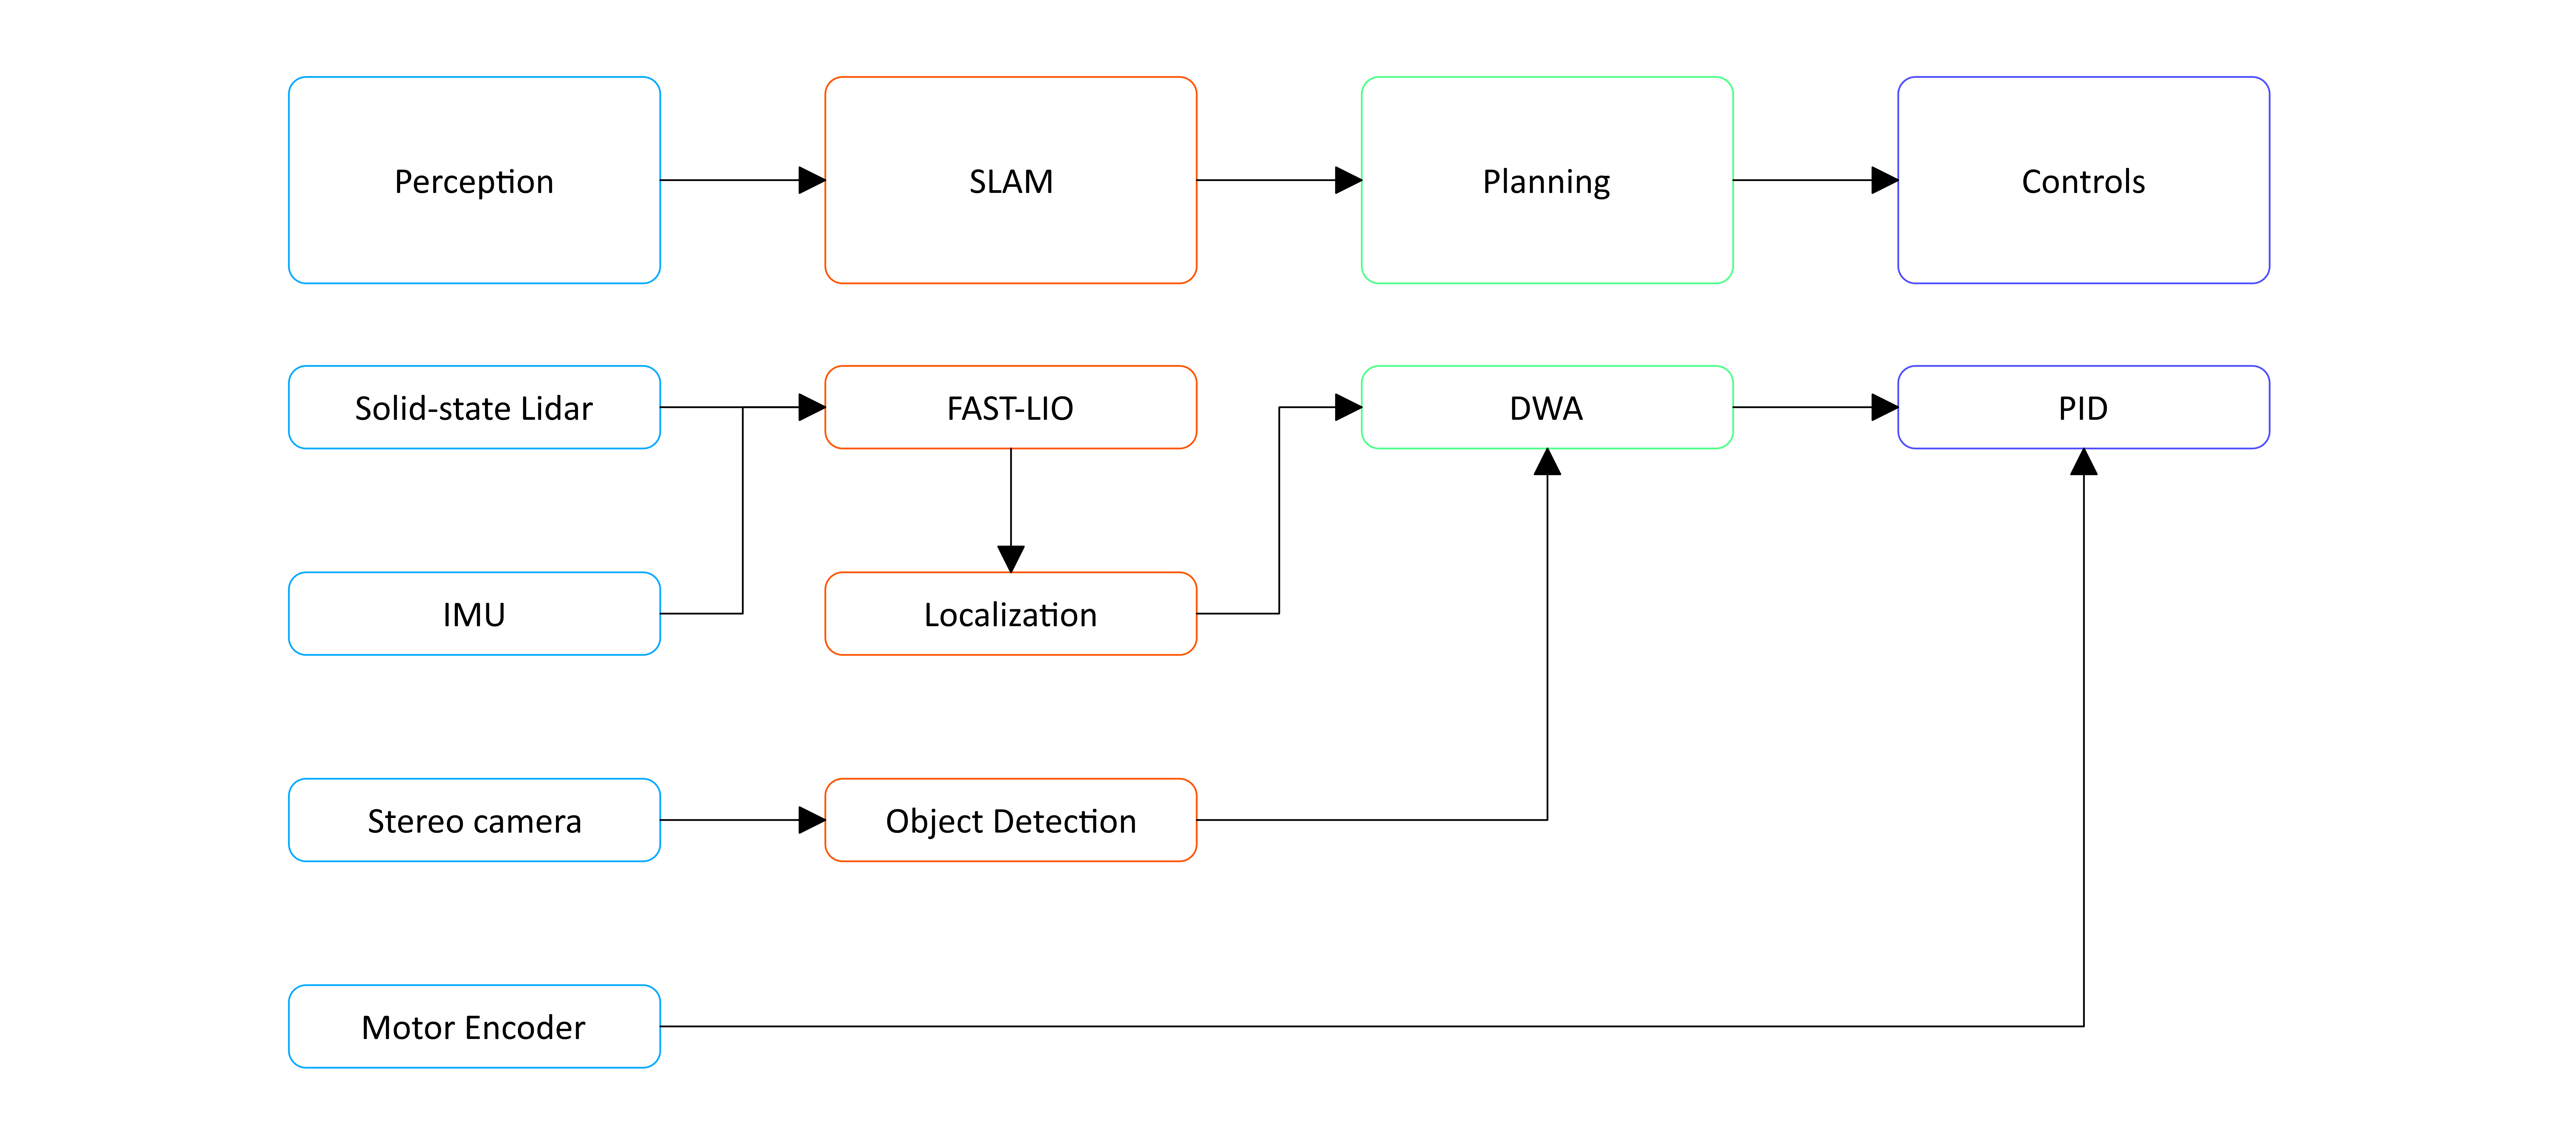 Perception
SLAM
Planning
Controls
Solid-state Lidar
FAST-LIO
DWA
PID
IMU
Localization
Stereo camera
Object Detection
Motor Encoder